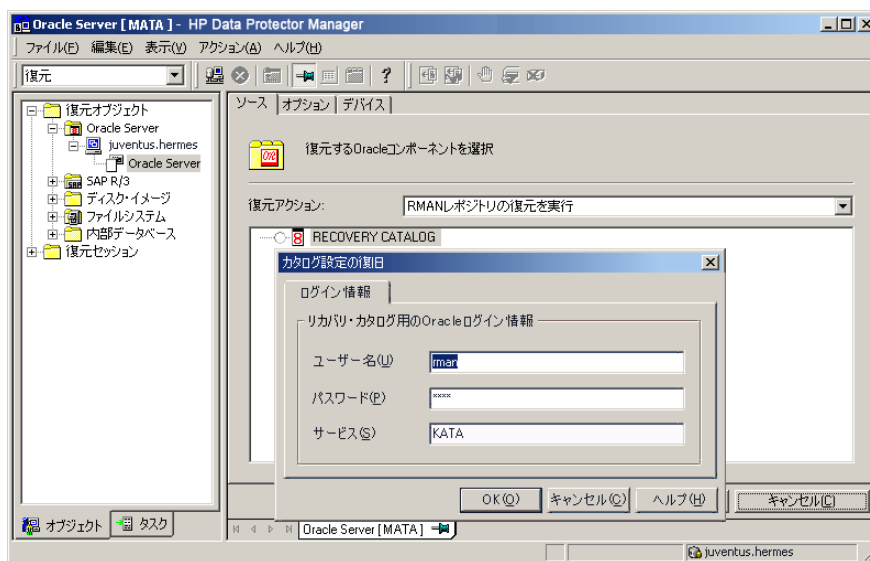 Oracle Server [ MATA ] - HP Data Protector Manager
ファイル(F) 編集(E) 表示(V) アクション(A) ヘルプ(H)
復元
復元オブジェクト
Oracle Server
juventus.hermes
Oracle Server
SAP R/3
ディスク・イメージ
ファイルシステム
内部データベース
復元セッション
オブジェクト タスク
ソース オプション デバイス
復元するOracleコンポーネントを選択
復元アクション: RMANレポジトリの復元を実行
RECOVERY CATALOG
カタログ設定の復旧
ログイン情報
リカバリ・カタログ用のOracleログイン情報
ユーザー名(U) rman
パスワード(P) ****
サービス(S) KATA
OK(O) キャンセル(C) ヘルプ(H)
キャンセル(C)
Oracle Server [MATA]
juventus.hermes